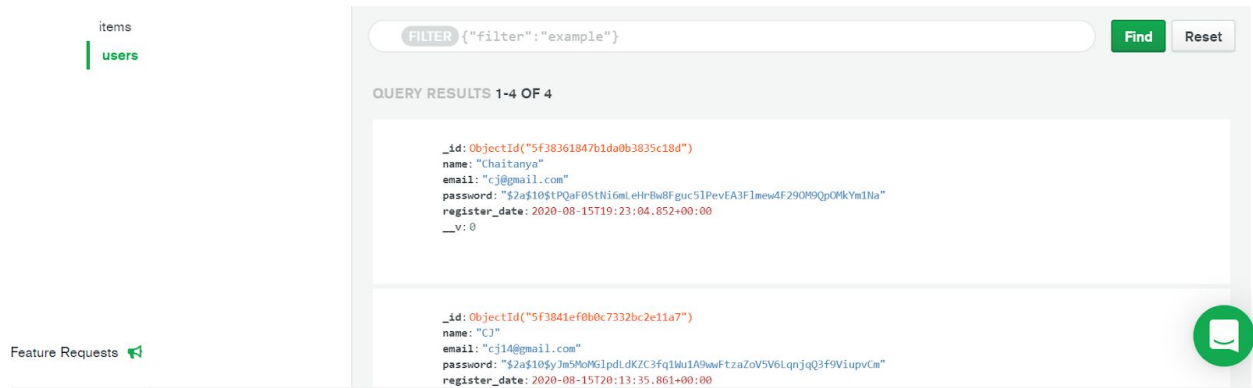 items
users
FILTER {"filter":"example"}
Find
Reset
QUERY RESULTS 1-4 OF 4
_id: ObjectId("5f38361847b1da0b3835c18d")
name: "Chaitanya"
email: "cj@gmail.com"
password: "$2a$10$tPQaF0StNi6mLeHrBw8Fguc5lPevEA3Flmew4F29OM9QpOMkYm1Na"
register_date: 2020-08-15T19:23:04.852+00:00
__v: 0
_id: ObjectId("5f3841ef0b0c7332bc2e11a7")
name: "CJ"
email: "cj14@gmail.com"
password: "$2a$10$yJm5MoMGlpdLdKZC3fq1Wu1A9wwFtzaZoV5V6LqnjqQ3f9ViupvCm"
register_date: 2020-08-15T20:13:35.861+00:00
Feature Requests